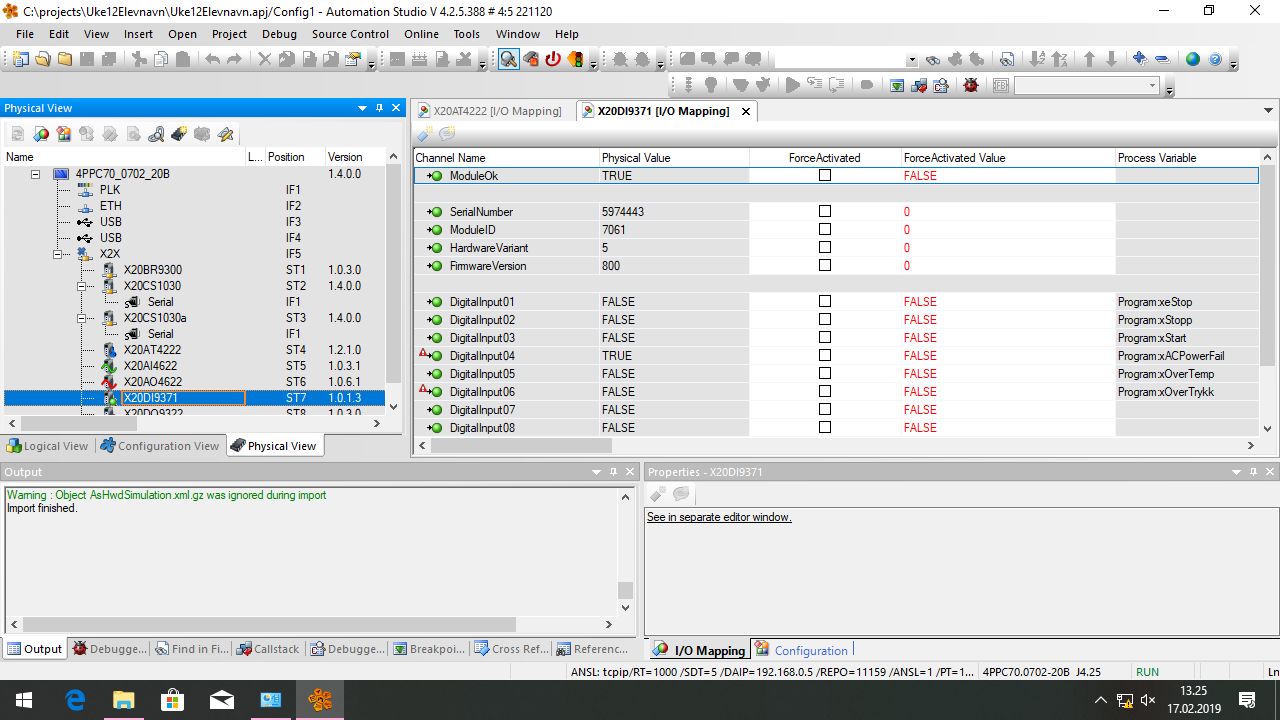 C:\projects\Uke12Elevnavn\Uke12Elevnavn.apj/Config1 - Automation Studio V 4.2.5.388 # 4:5 221120
File Edit View Insert Open Project Debug Source Control Online Tools Window Help
Physical View
Name L... Position Version
4PPC70_0702_20B 1.4.0.0
PLK IF1
ETH IF2
USB IF3
USB IF4
X2X IF5
X20BR9300 ST1 1.0.3.0
X20CS1030 ST2 1.4.0.0
Serial IF1
X20CS1030a ST3 1.4.0.0
Serial IF1
X20AT4222 ST4 1.2.1.0
X20AI4622 ST5 1.0.3.1
X20AO4622 ST6 1.0.6.1
X20DI9371 ST7 1.0.1.3
X20DO9322 ST8 1.0.3.0
Logical View Configuration View Physical View
X20AT4222 [I/O Mapping] X20DI9371 [I/O Mapping]
Channel Name Physical Value ForceActivated ForceActivated Value Process Variable
ModuleOk TRUE FALSE
SerialNumber 5974443 0
ModuleID 7061 0
HardwareVariant 5 0
FirmwareVersion 800 0
DigitalInput01 FALSE FALSE Program:xeStop
DigitalInput02 FALSE FALSE Program:xStopp
DigitalInput03 FALSE FALSE Program:xStart
DigitalInput04 TRUE FALSE Program:xACPowerFail
DigitalInput05 FALSE FALSE Program:xOverTemp
DigitalInput06 FALSE FALSE Program:xOverTrykk
DigitalInput07 FALSE FALSE
DigitalInput08 FALSE FALSE
Output
Warning : Object AsHwdSimulation.xml.gz was ignored during import
Import finished.
Output Debugge... Find in Fi... Callstack Debugge... Breakpoi... Cross Ref... Referenc...
Properties - X20DI9371
See in separate editor window.
I/O Mapping Configuration
ANSL: tcpip/RT=1000 /SDT=5 /DAIP=192.168.0.5 /REPO=11159 /ANSL=1 /PT=1... 4PPC70.0702-20B J4.25 RUN Ln
13.25
17.02.2019